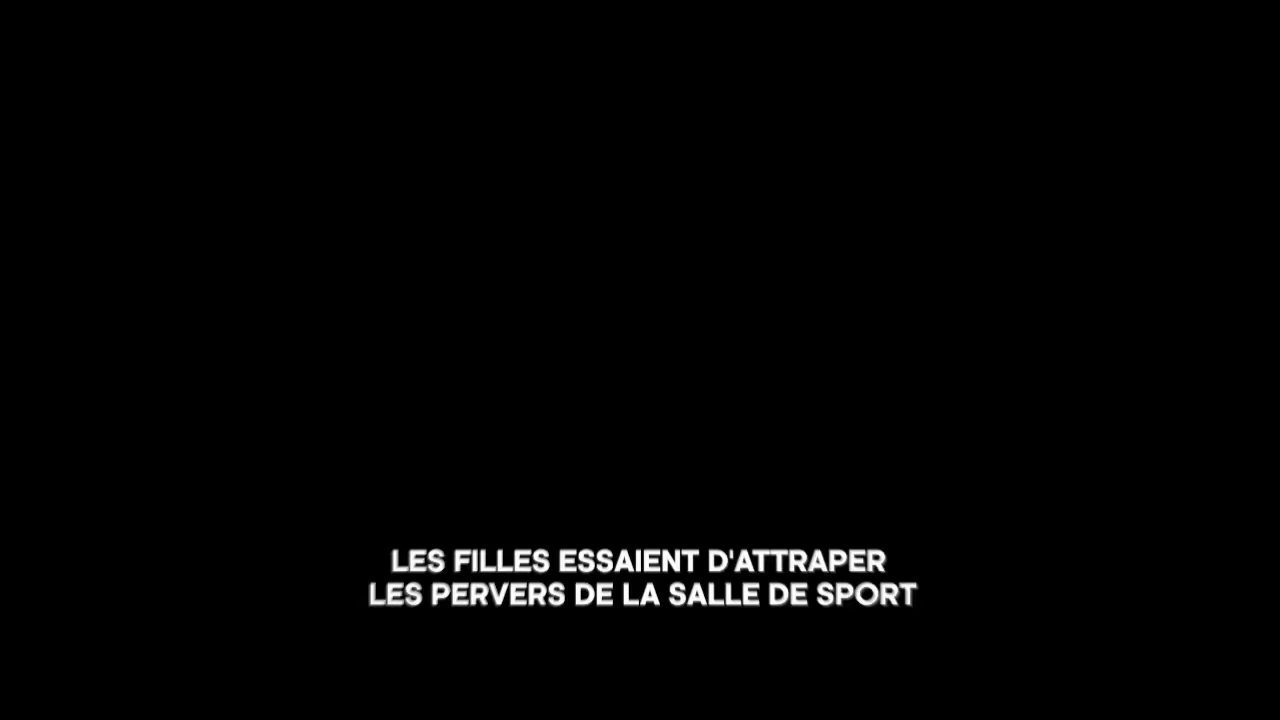 LES FILLES ESSAIENT D'ATTRAPER
LES PERVERS DE LA SALLE DE SPORT